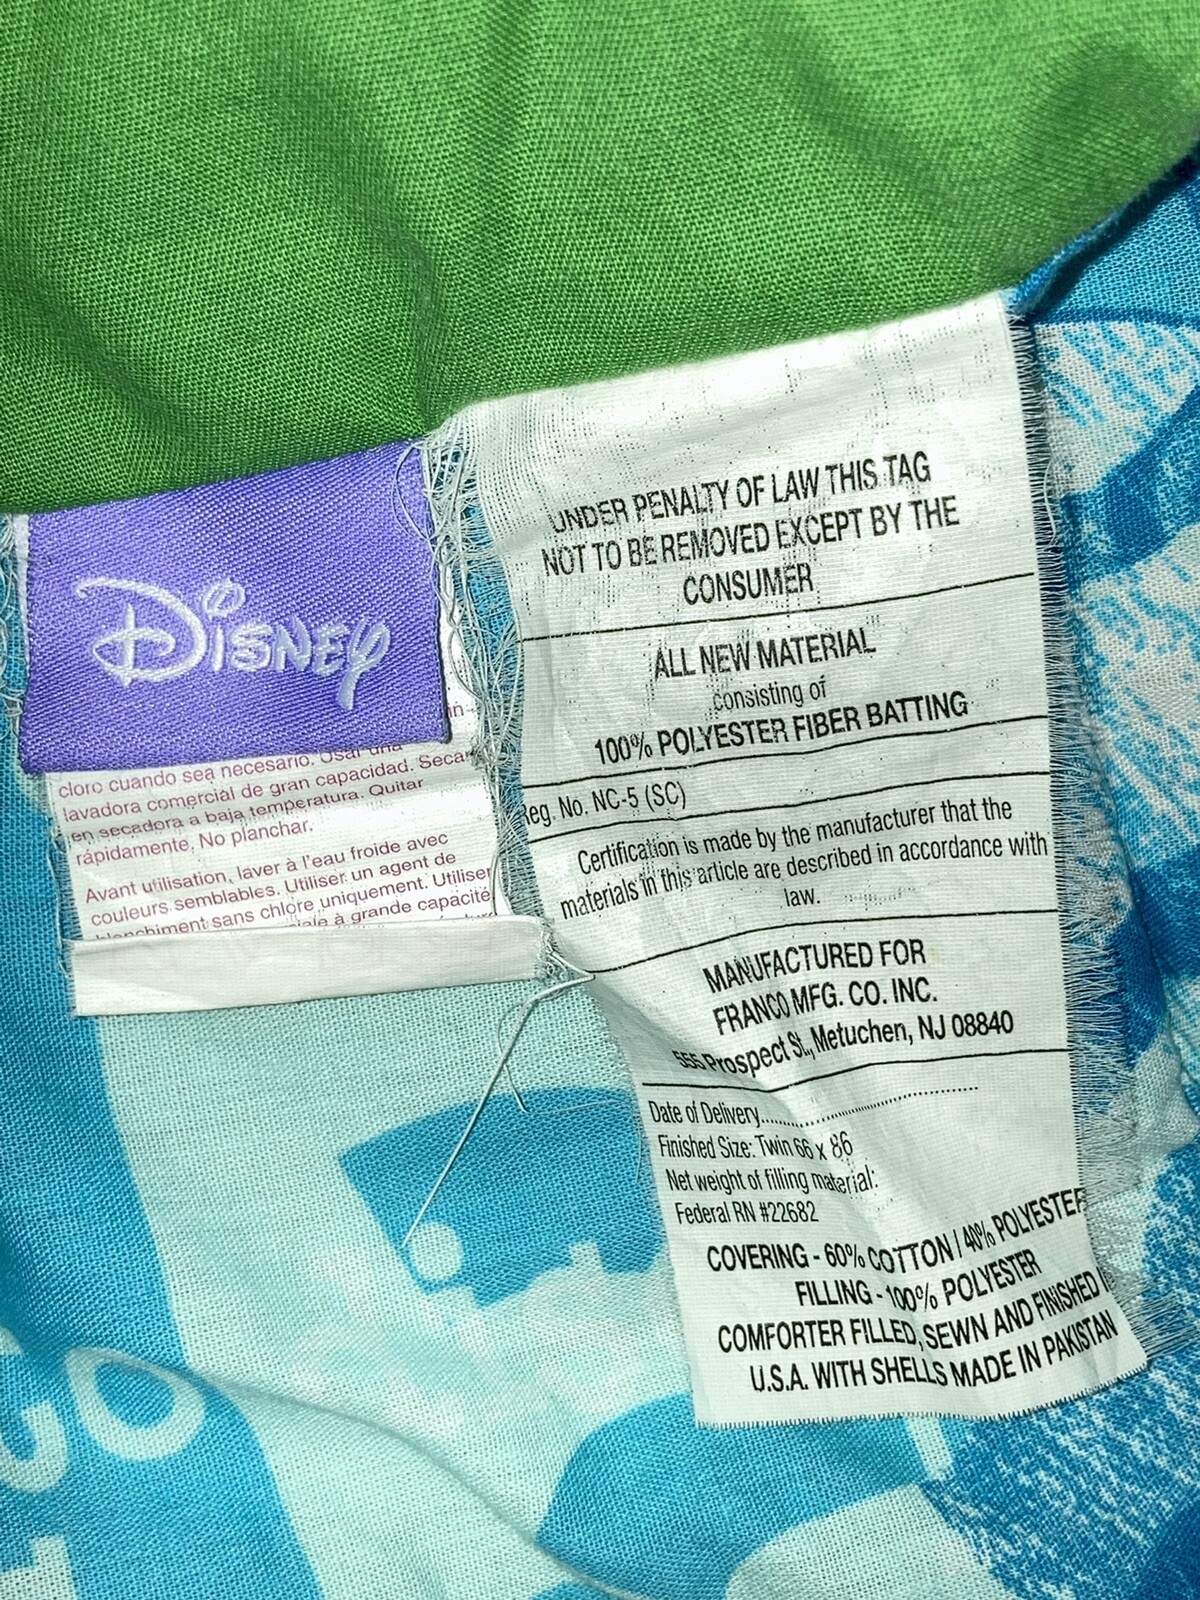 UNDER PENALTY OF LAW THIS TAG
NOT TO BE REMOVED EXCEPT BY THE
CONSUMER
ALL NEW MATERIAL
consisting of
100% POLYESTER FIBER BATTING
Reg. No. NC-5 (SC)
Certification is made by the manufacturer that the
materials in this article are described in accordance with
law.
MANUFACTURED FOR
FRANCO MFG. CO. INC.
555 Prospect St., Metuchen, NJ 08840
Date of Delivery..............................
Finished Size: Twin 66 x 86
Net weight of filling material:
Federal RN #22682
COVERING - 60% COTTON / 40% POLYESTER
FILLING - 100% POLYESTER
COMFORTER FILLED, SEWN AND FINISHED
U.S.A. WITH SHELLS MADE IN PAKISTAN
Disney
cloro cuando sea necesario. Usar una
lavadora comercial de gran capacidad. Secar
en secadora a baja temperatura. Quitar
rápidamente, No planchar.
Avant utilisation, laver à l'eau froide avec
couleurs semblables. Utiliser un agent de
blanchiment sans chlore uniquement. Utiliser
à grande capacité